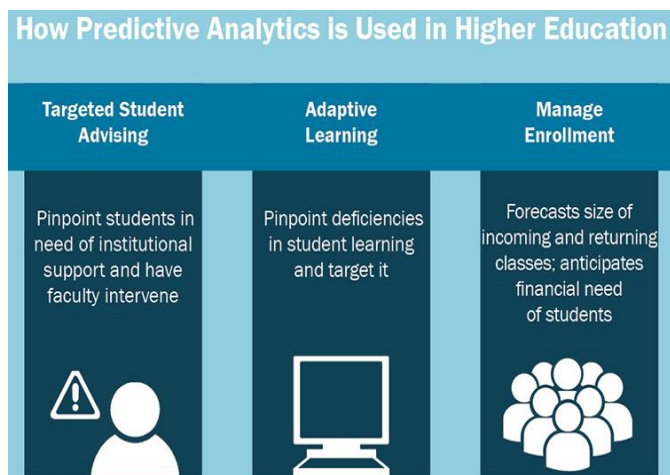 How Predictive Analytics is Used in Higher Education
Targeted Student
Advising
Pinpoint students in
need of institutional
support and have
faculty intervene
Adaptive
Learning
Pinpoint deficiencies
in student learning
and target it
Manage
Enrollment
Forecasts size of
incoming and returning
classes; anticipates
financial need
of students